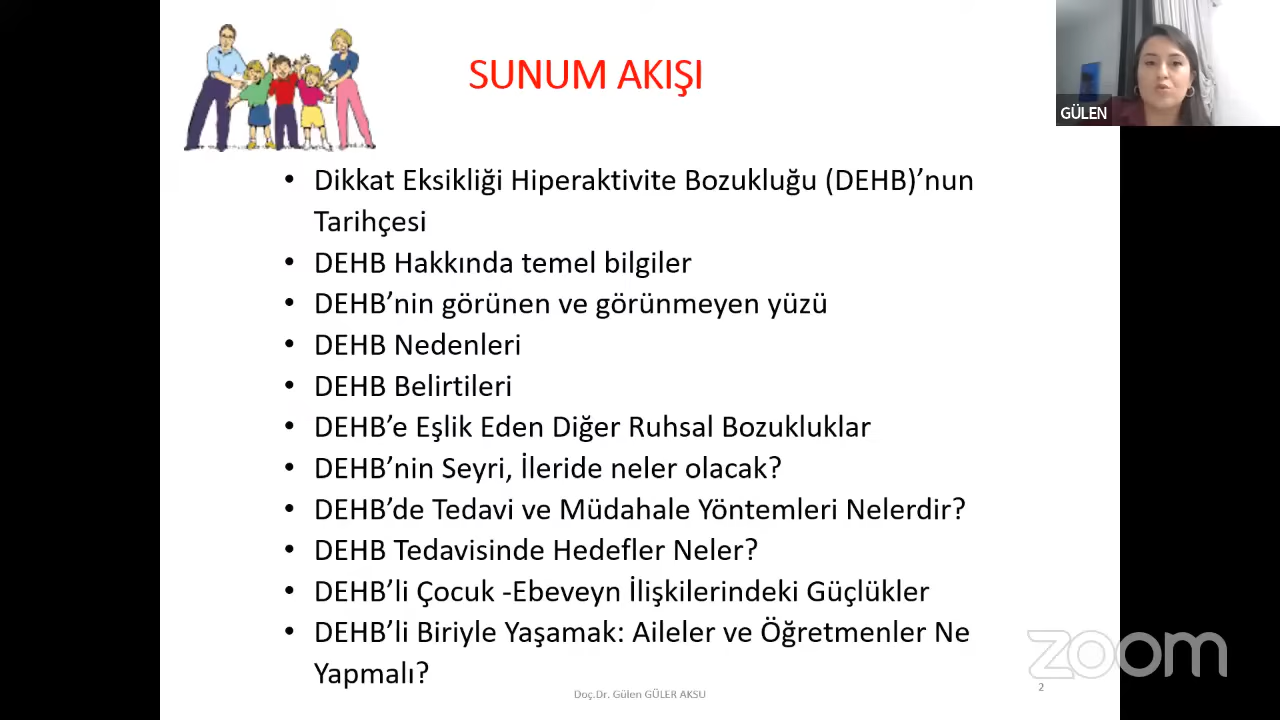 SUNUM AKIŞI
GÜLEN
• Dikkat Eksikliği Hiperaktivite Bozukluğu (DEHB)’nun
Tarihçesi
• DEHB Hakkında temel bilgiler
• DEHB’nin görünen ve görünmeyen yüzü
• DEHB Nedenleri
• DEHB Belirtileri
• DEHB’e Eşlik Eden Diğer Ruhsal Bozukluklar
• DEHB’nin Seyri, İleride neler olacak?
• DEHB’de Tedavi ve Müdahale Yöntemleri Nelerdir?
• DEHB Tedavisinde Hedefler Neler?
• DEHB’li Çocuk -Ebeveyn İlişkilerindeki Güçlükler
• DEHB’li Biriyle Yaşamak: Aileler ve Öğretmenler Ne
Yapmalı?
zoom
Doç.Dr. Gülen GÜLER AKSU
2